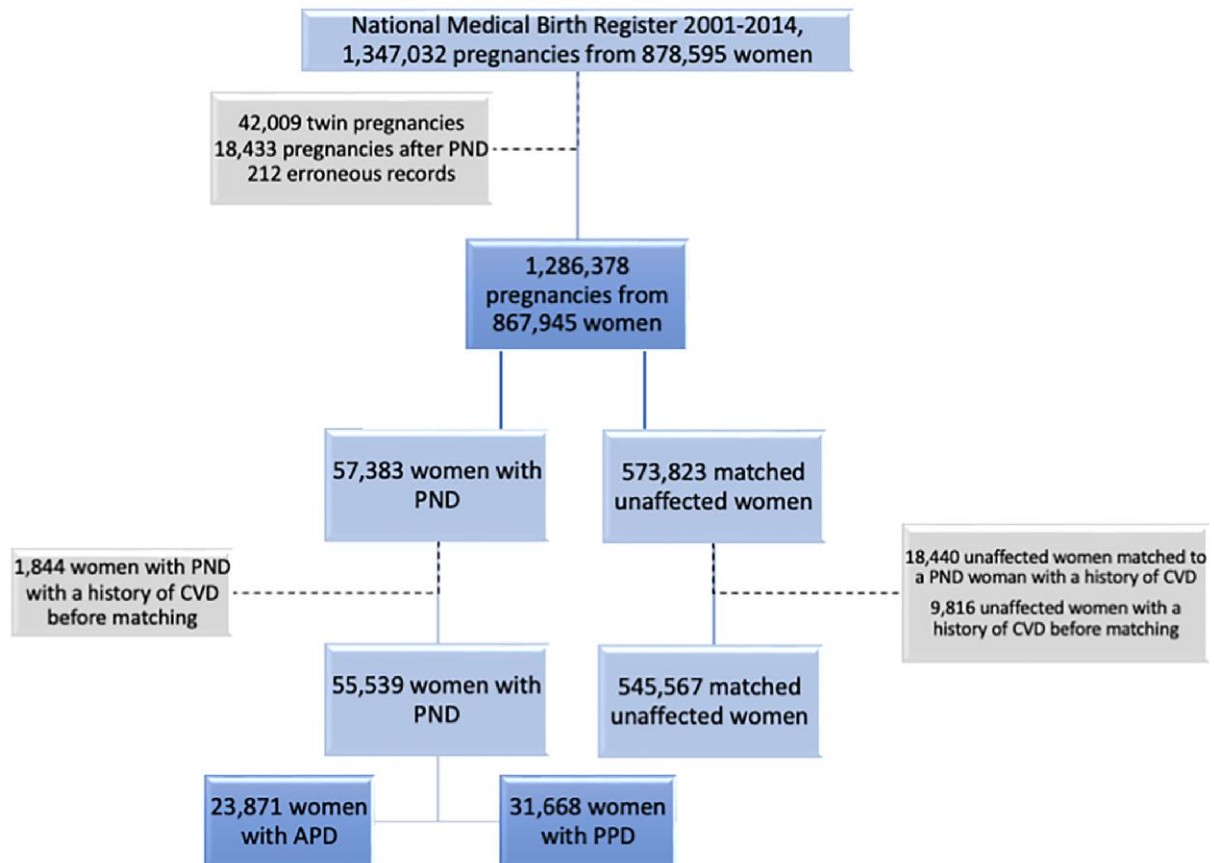 National Medical Birth Register 2001-2014,
1,347,032 pregnancies from 878,595 women
42,009 twin pregnancies
18,433 pregnancies after PND
212 erroneous records
1,286,378
pregnancies from
867,945 women
57,383 women with
PND
573,823 matched
unaffected women
1,844 women with PND
with a history of CVD
before matching
18,440 unaffected women matched to
a PND woman with a history of CVD
9,816 unaffected women with a
history of CVD before matching
55,539 women with
PND
545,567 matched
unaffected women
23,871 women
with APD
31,668 women
with PPD